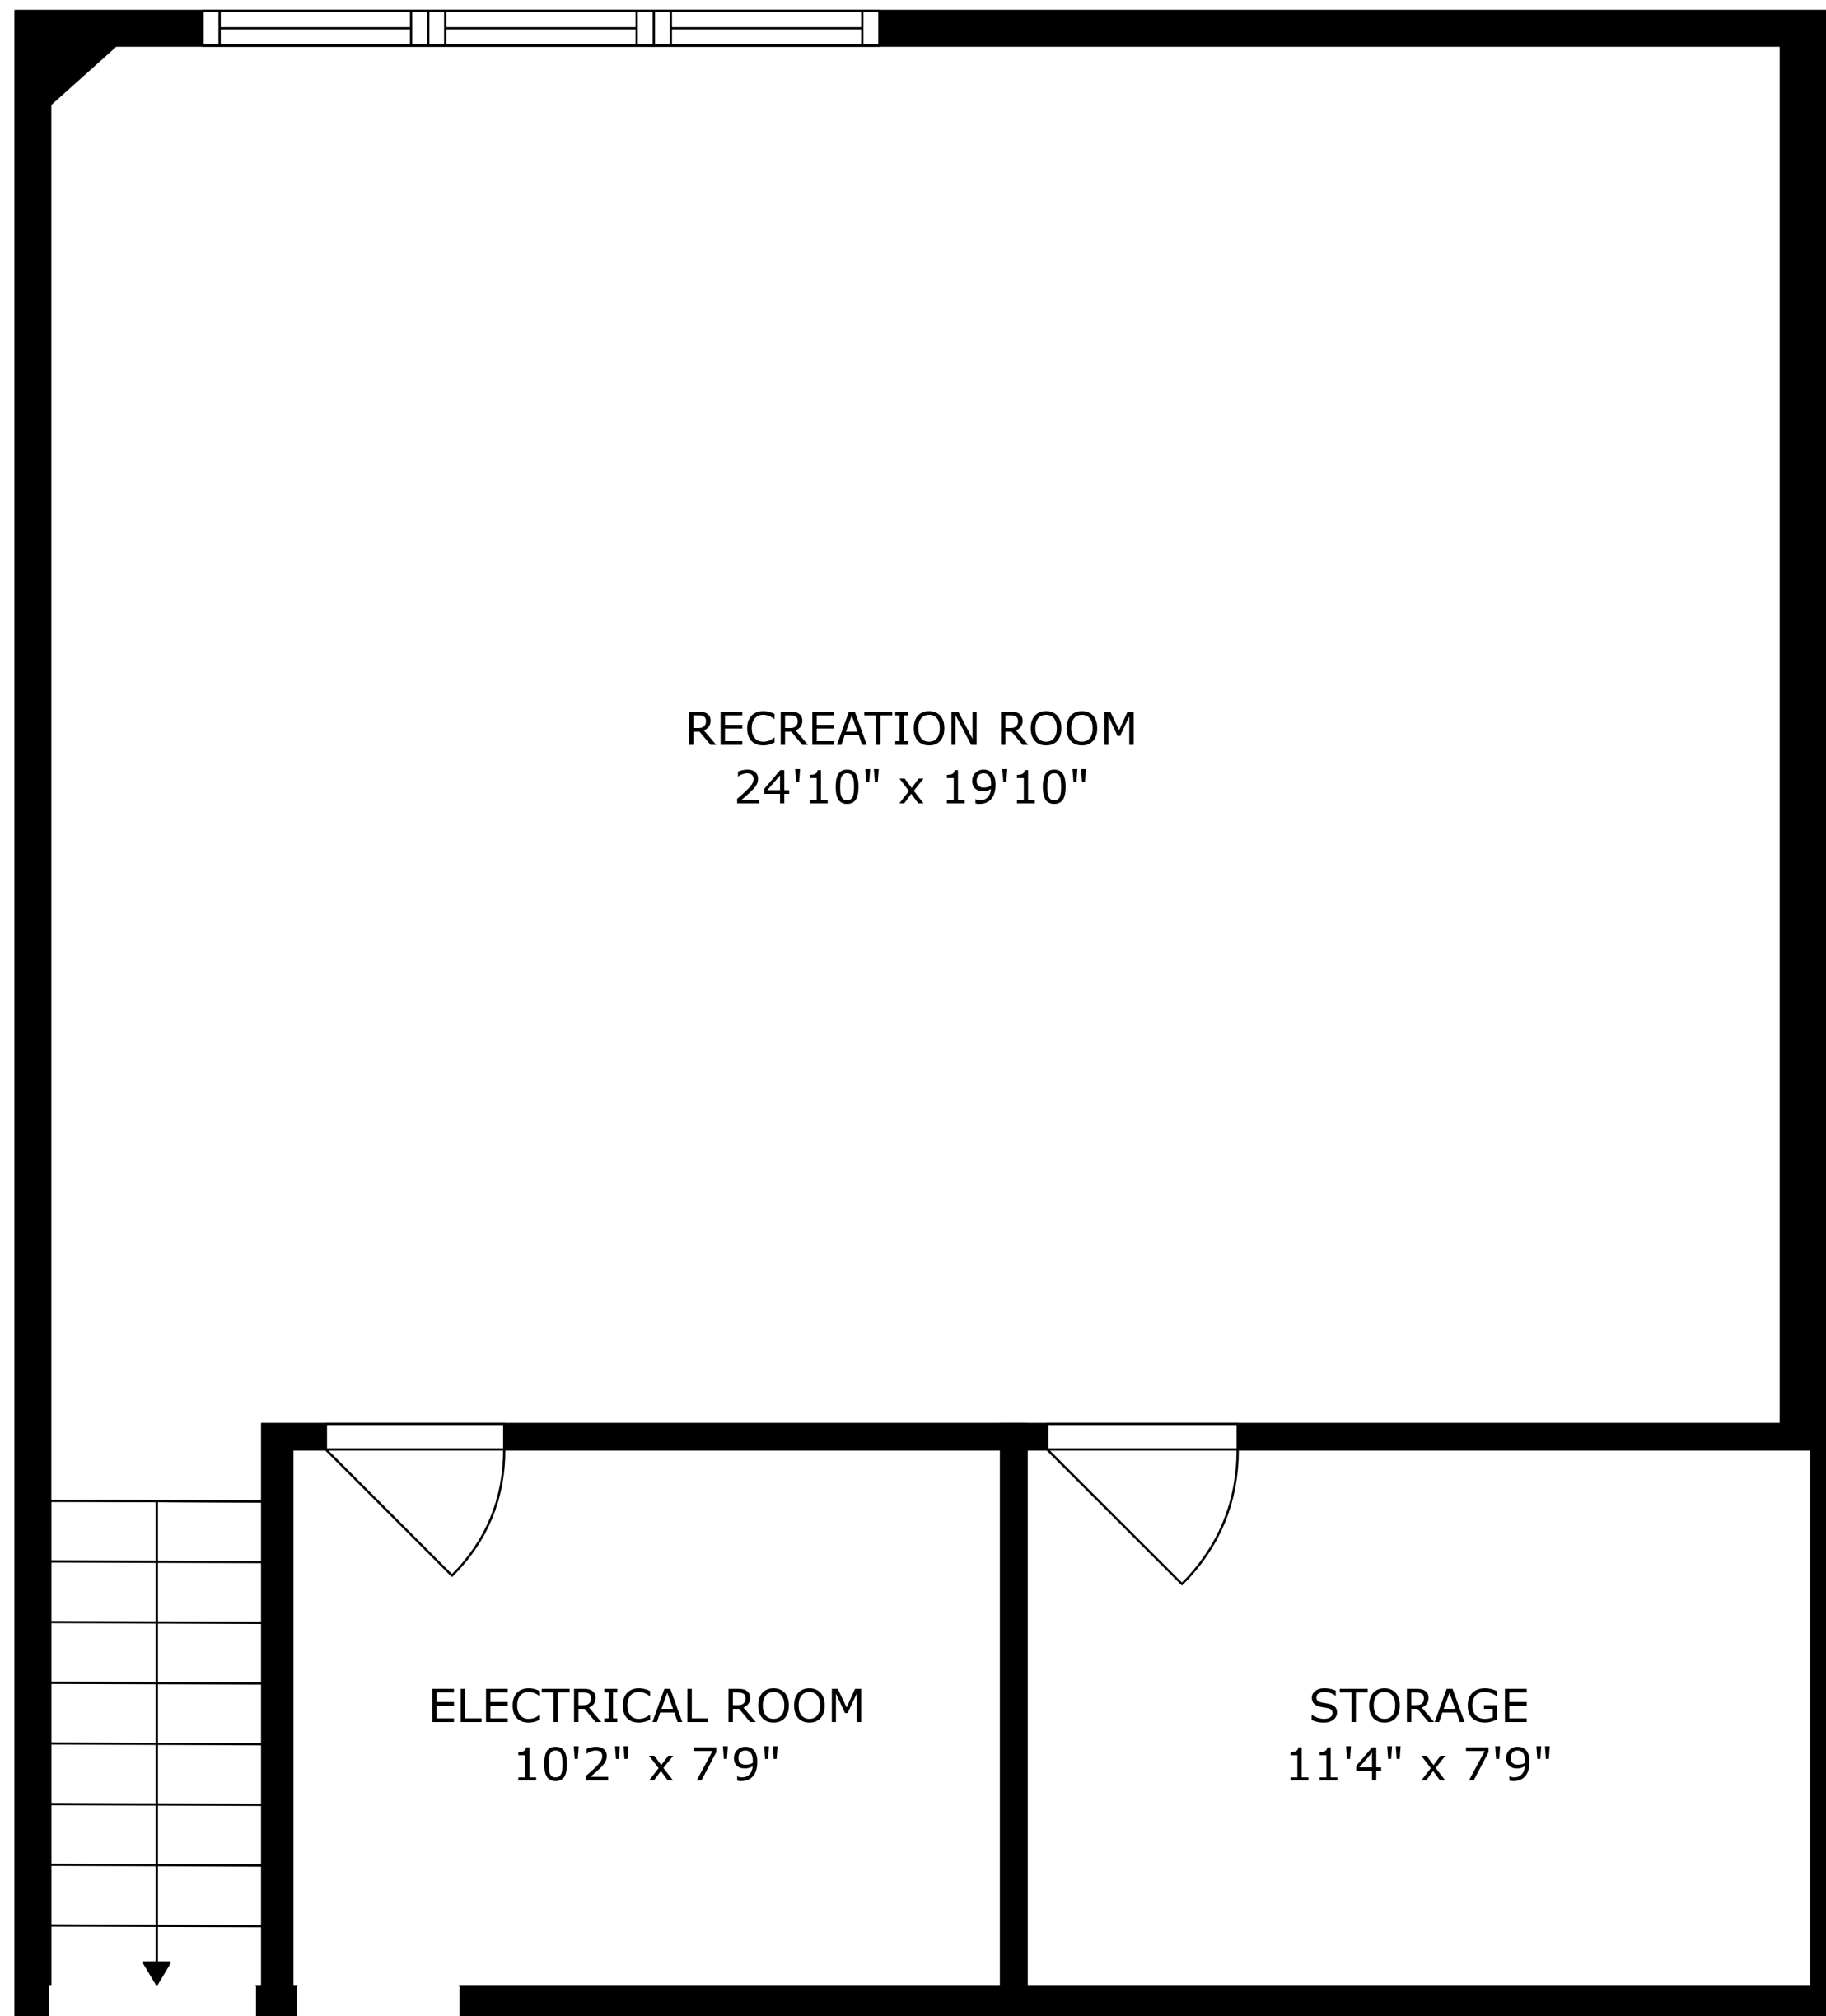 RECREATION ROOM
24'10" x 19'10"
ELECTRICAL ROOM
10'2" x 7'9"
STORAGE
11'4" x 7'9"